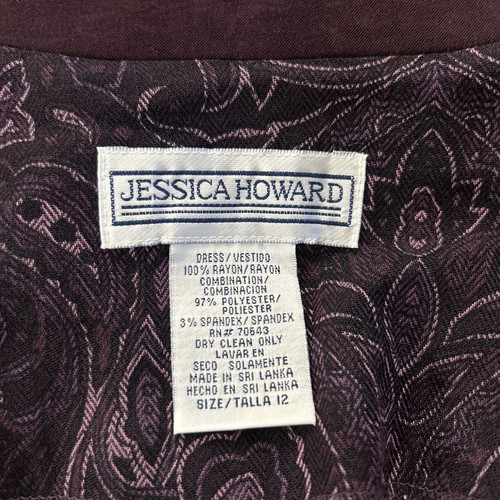 JESSICA HOWARD
DRESS/VESTIDO
100% RAYON/RAYON
COMBINATION/
COMBINACION
97% POLYESTER/
POLIESTER
3% SPANDEX/SPANDEX
RN# 70643
DRY CLEAN ONLY
LAVAR EN
SECO SOLAMENTE
MADE IN SRI LANKA
HECHO EN SRI LANKA
SIZE/TALLA 12